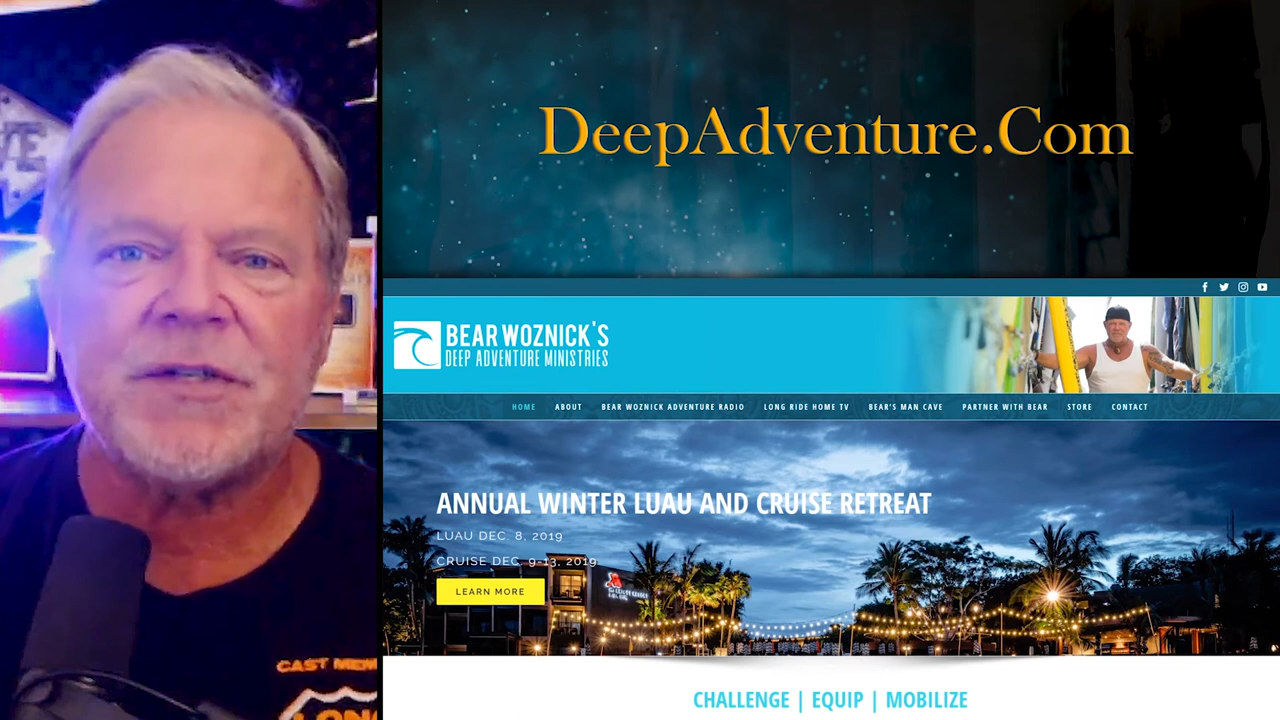 DeepAdventure.Com
BEAR WOZNICK'S
DEEP ADVENTURE MINISTRIES
HOME ABOUT BEAR WOZNICK ADVENTURE RADIO LONG RIDE HOME TV BEAR'S MAN CAVE PARTNER WITH BEAR STORE CONTACT
ANNUAL WINTER LUAU AND CRUISE RETREAT
LUAU DEC. 8, 2019
CRUISE DEC. 9-13, 2019
LEARN MORE
CHALLENGE | EQUIP | MOBILIZE
CAST